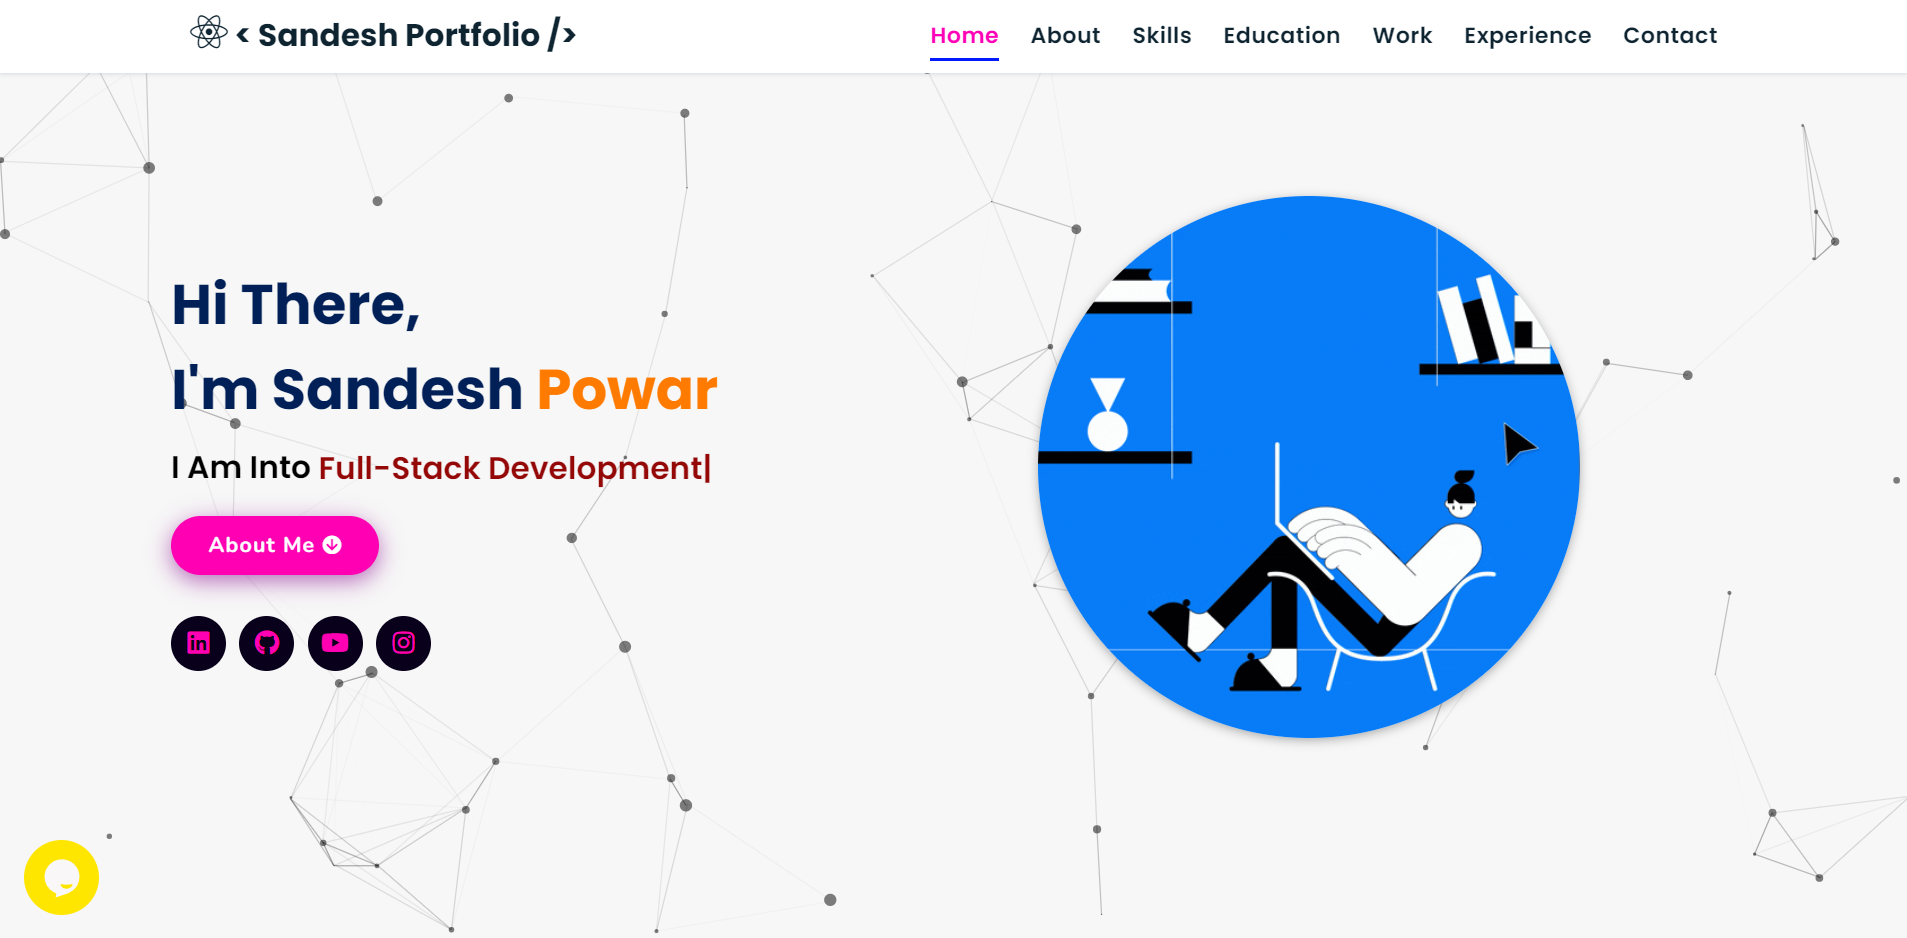 < Sandesh Portfolio />
Home About Skills Education Work Experience Contact
Hi There,
I'm Sandesh Powar
I Am Into Full-Stack Development|
About Me
in